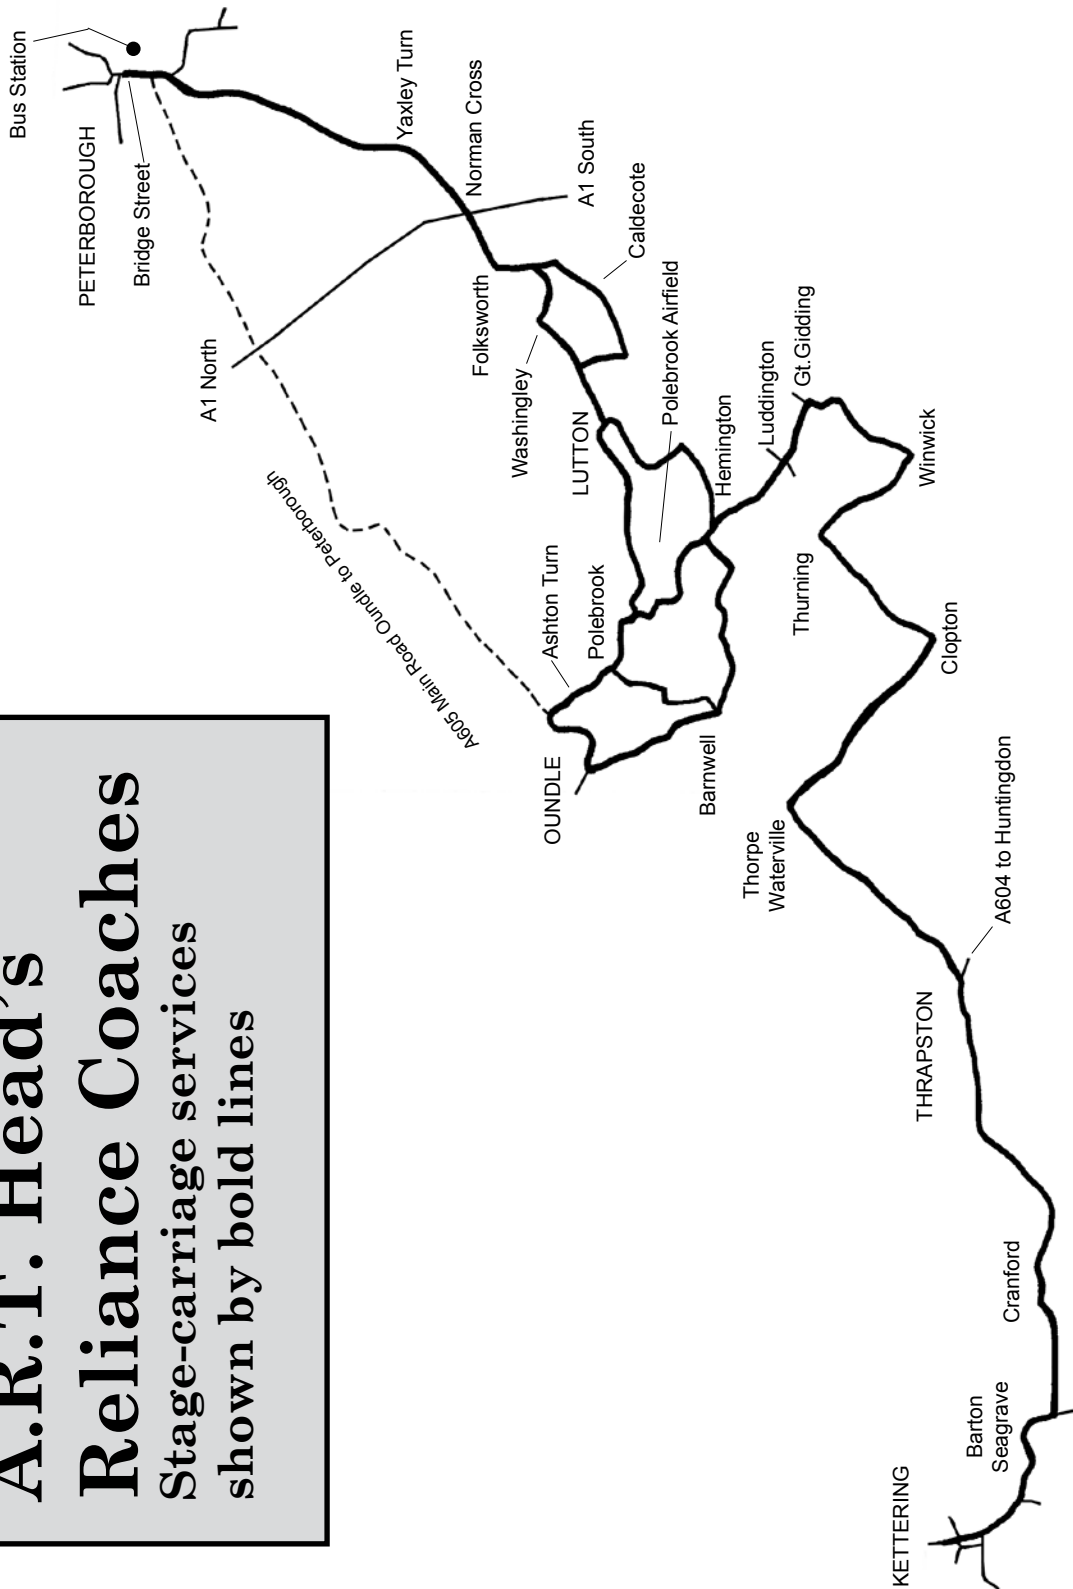 A.R.T. Head's
Reliance Coaches
Stage-carriage services
shown by bold lines
Bus Station
PETERBOROUGH
Bridge Street
Yaxley Turn
Norman Cross
A1 South
A1 North
Caldecote
Folksworth
Washingley
Polebrook Airfield
LUTTON
Gt.Gidding
Luddington
Hemington
Winwick
A605 Main Road Oundle to Peterborough
Ashton Turn
Polebrook
Thurning
Clopton
OUNDLE
Barnwell
Thorpe
Waterville
A604 to Huntingdon
THRAPSTON
Cranford
Barton
Seagrave
KETTERING